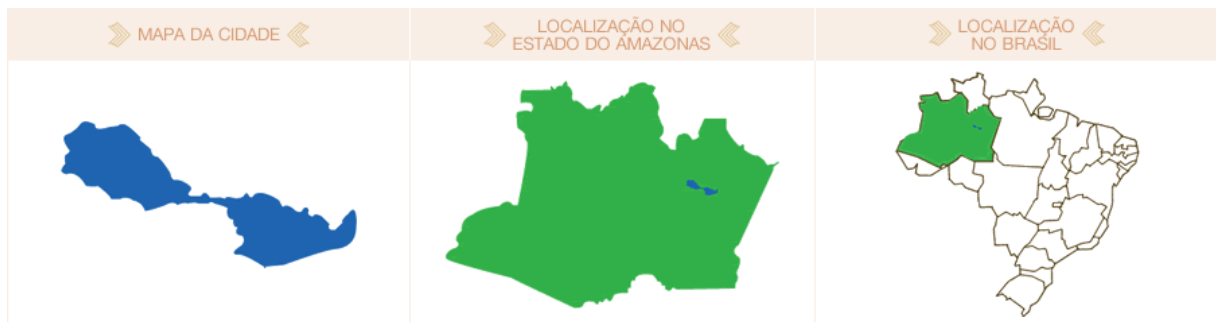 MAPA DA CIDADE
LOCALIZAÇÃO NO
ESTADO DO AMAZONAS
LOCALIZAÇÃO
NO BRASIL